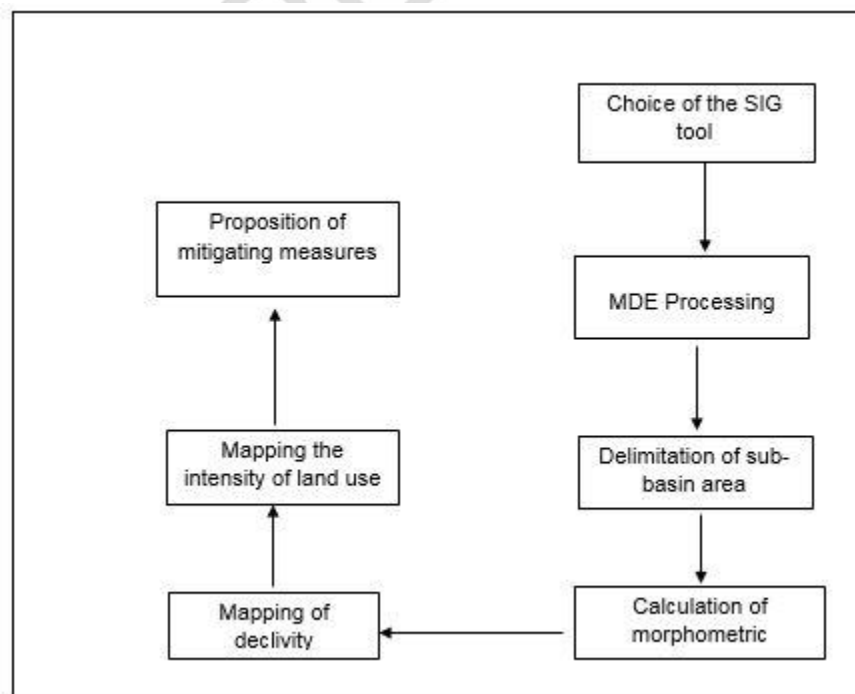 Choice of the SIG
tool
MDE Processing
Delimitation of sub-
basin area
Calculation of
morphometric
Mapping of
declivity
Mapping the
intensity of land use
Proposition of
mitigating measures